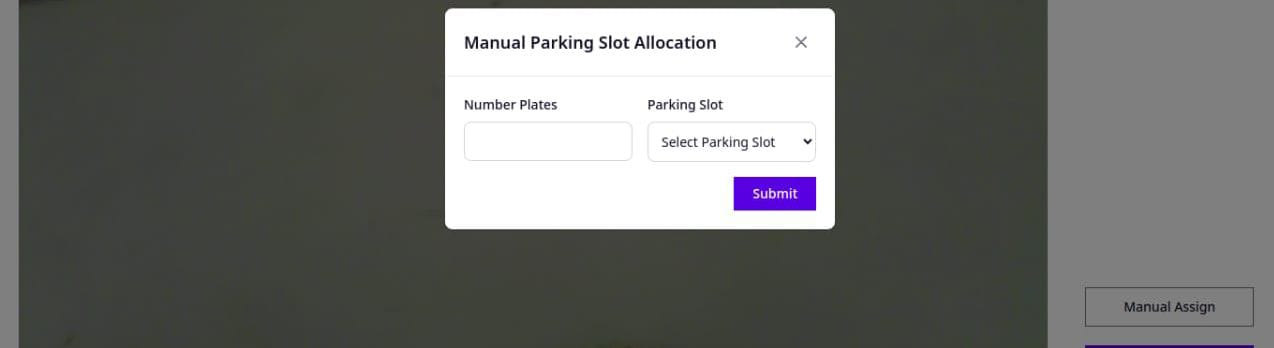 Manual Parking Slot Allocation
Number Plates
Parking Slot
Select Parking Slot
Submit
Manual Assign